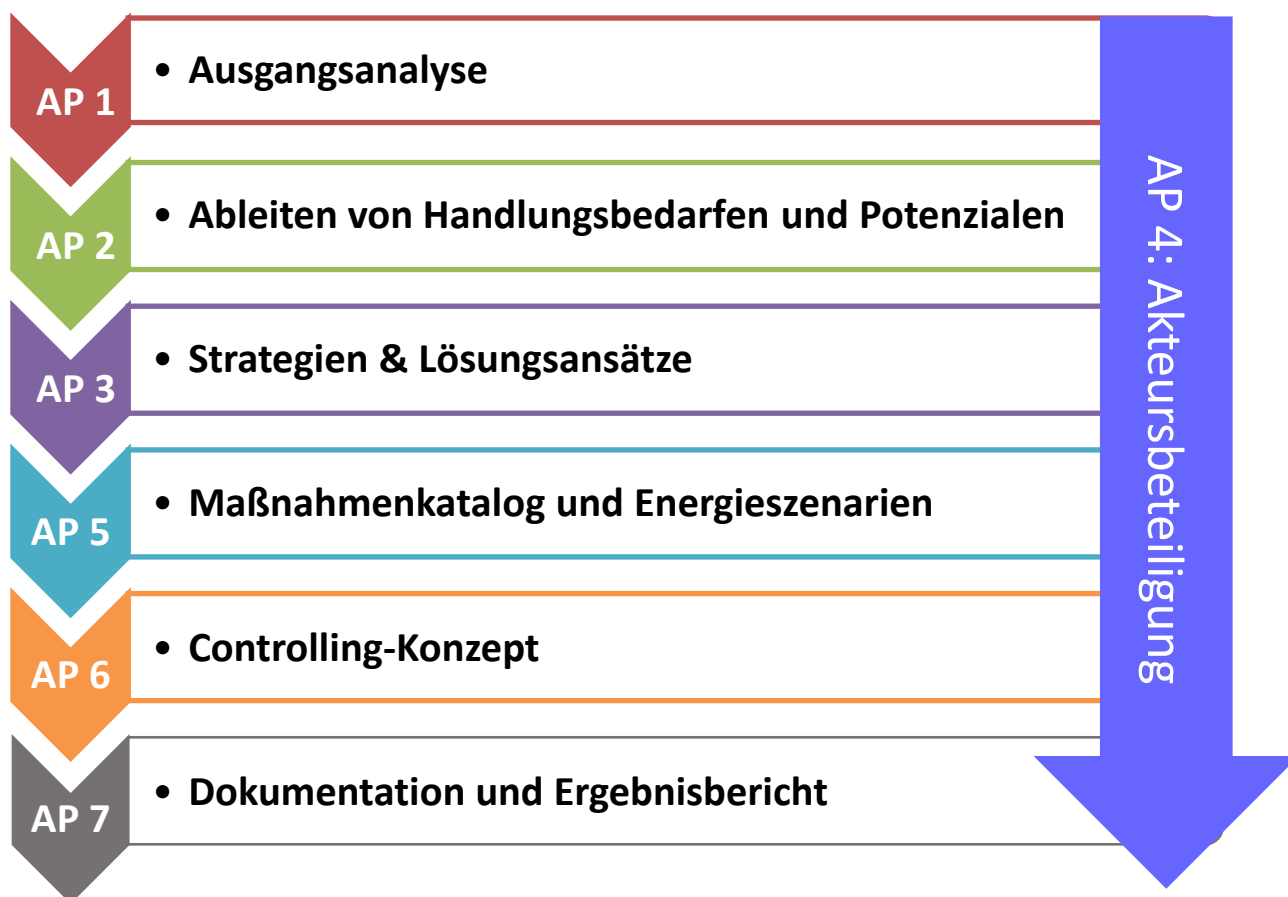 AP 1
• Ausgangsanalyse
AP 2
• Ableiten von Handlungsbedarfen und Potenzialen
AP 3
• Strategien & Lösungsansätze
AP 5
• Maßnahmenkatalog und Energieszenarien
AP 6
• Controlling-Konzept
AP 7
• Dokumentation und Ergebnisbericht
AP 4: Akteursbeteiligung